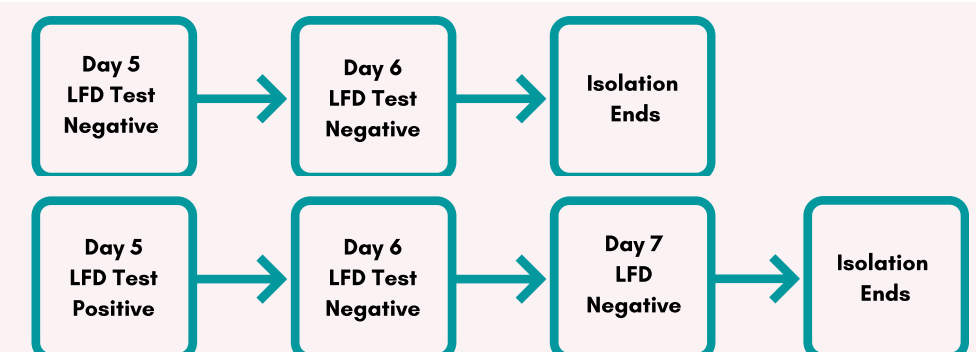 Day 5
LFD Test
Negative
Day 6
LFD Test
Negative
Isolation
Ends
Day 5
LFD Test
Positive
Day 6
LFD Test
Negative
Day 7
LFD
Negative
Isolation
Ends